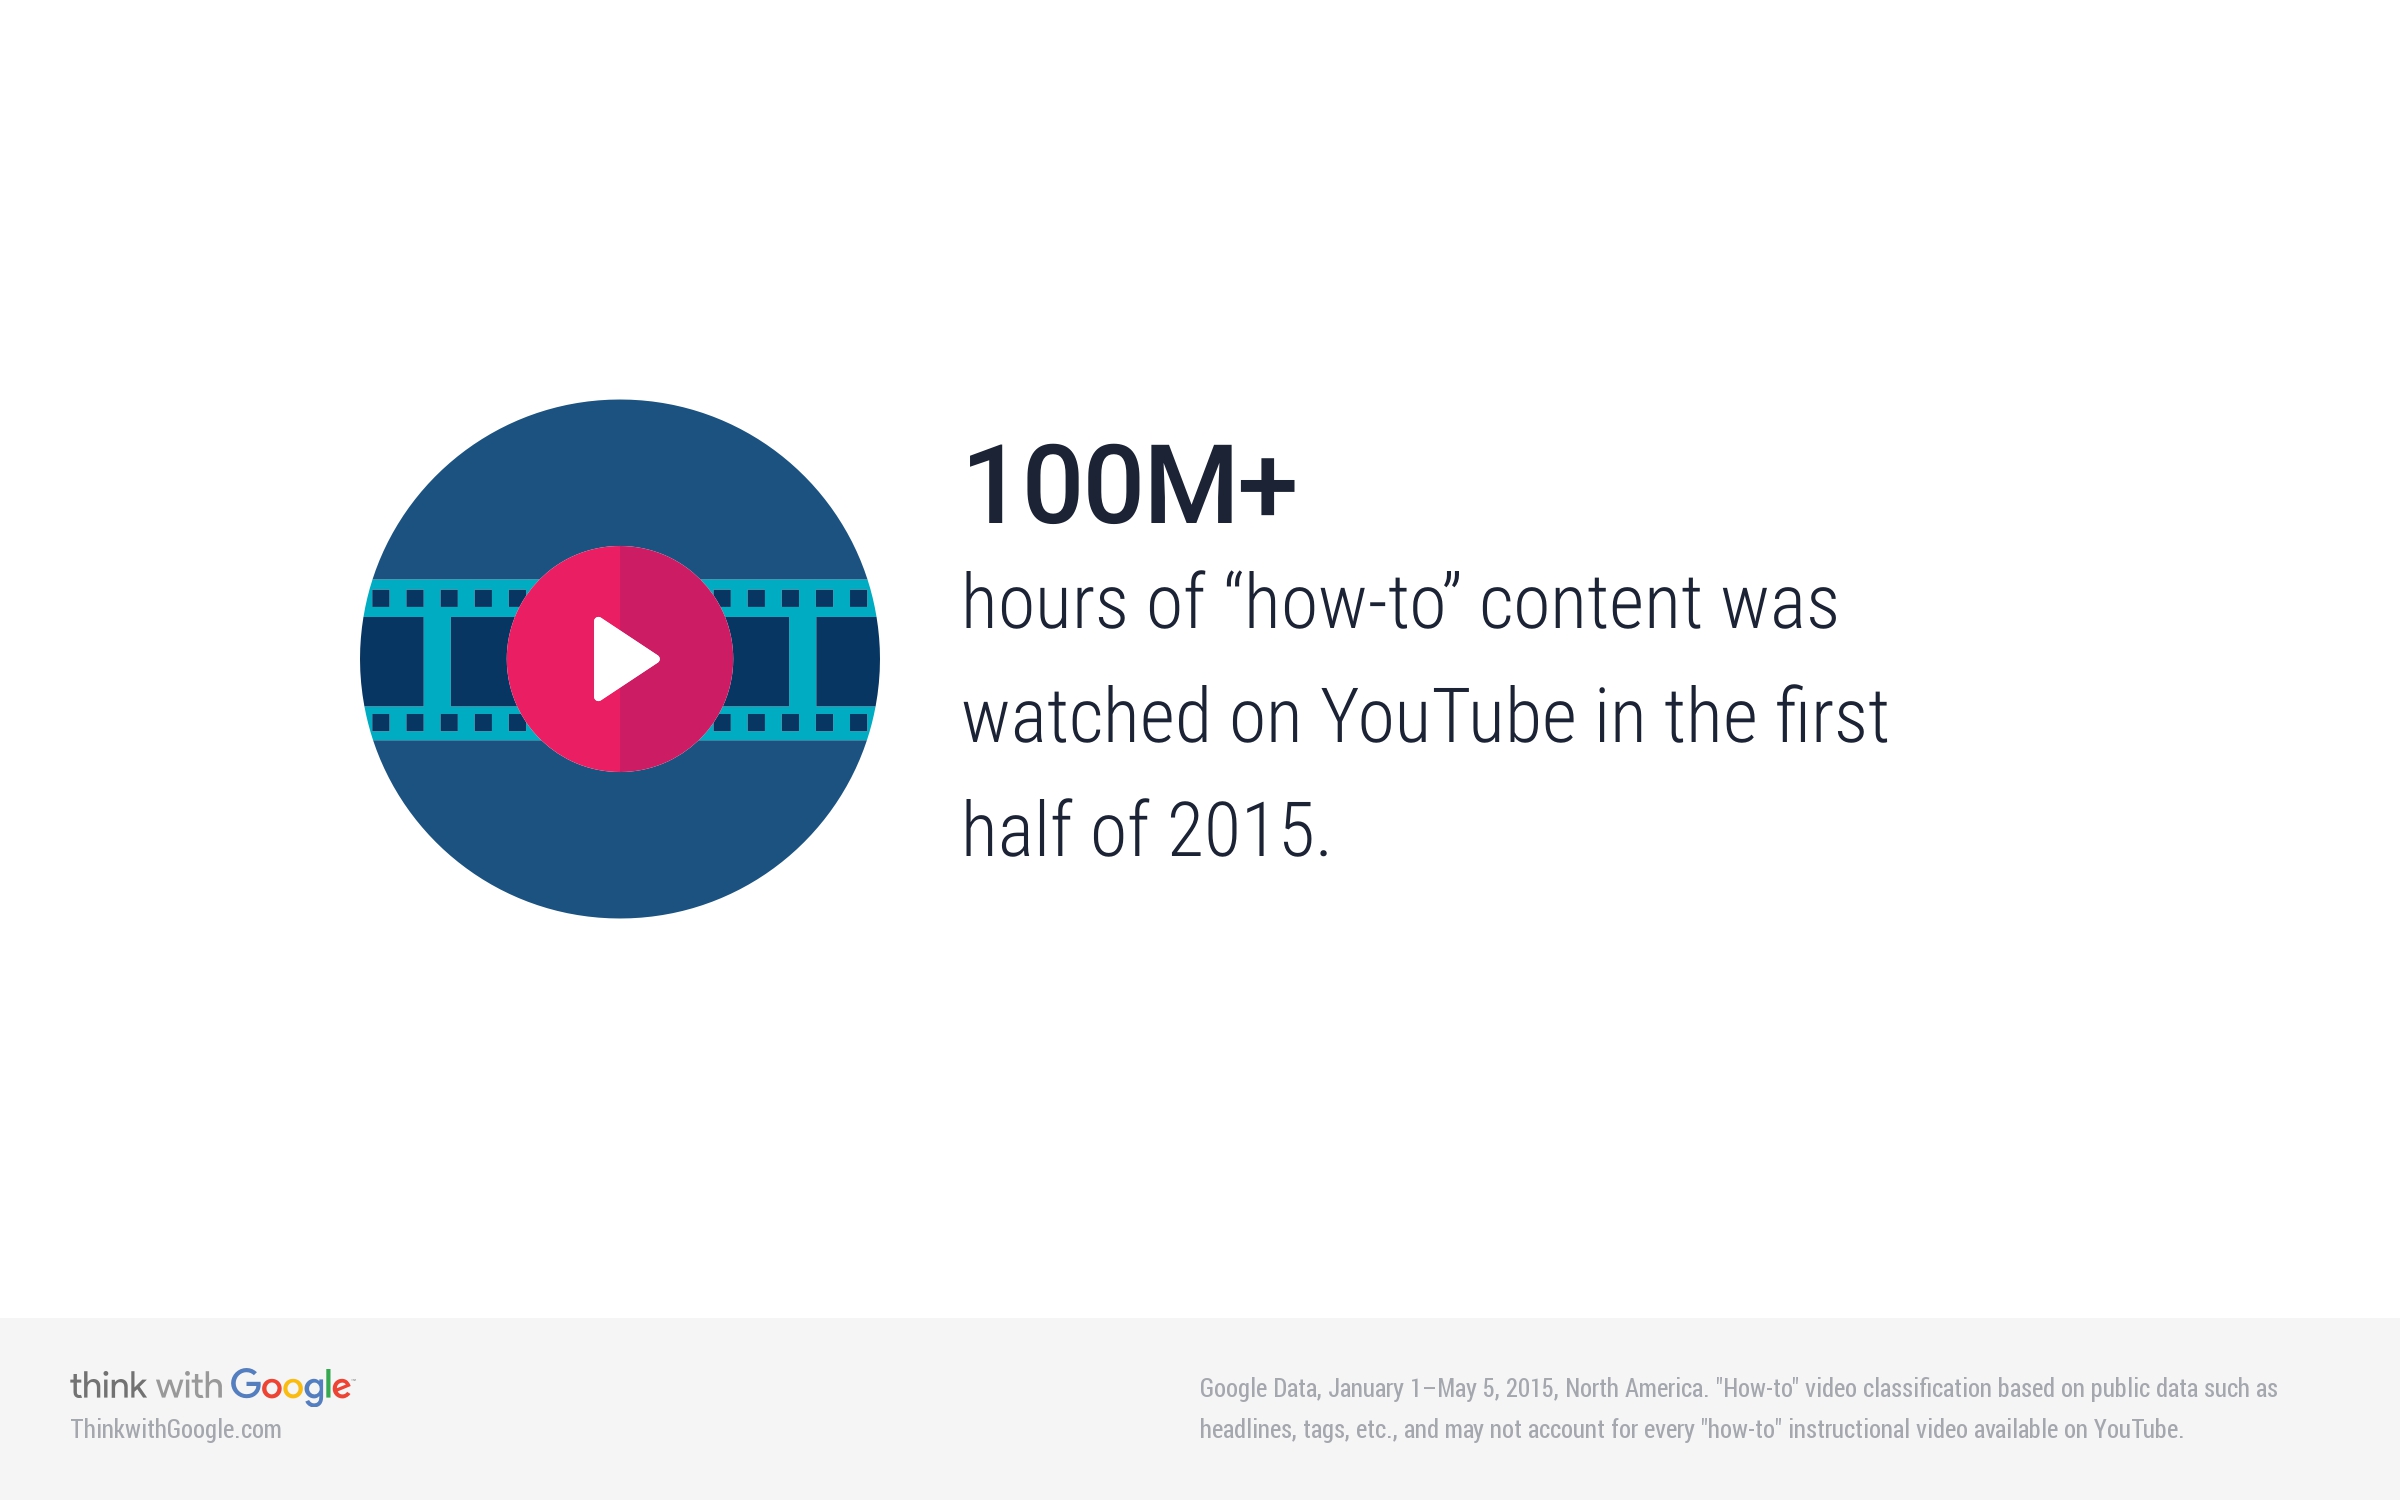 100M+
hours of “how-to” content was
watched on YouTube in the first
half of 2015.
think with Google™
ThinkwithGoogle.com
Google Data, January 1–May 5, 2015, North America. "How-to" video classification based on public data such as
headlines, tags, etc., and may not account for every "how-to" instructional video available on YouTube.